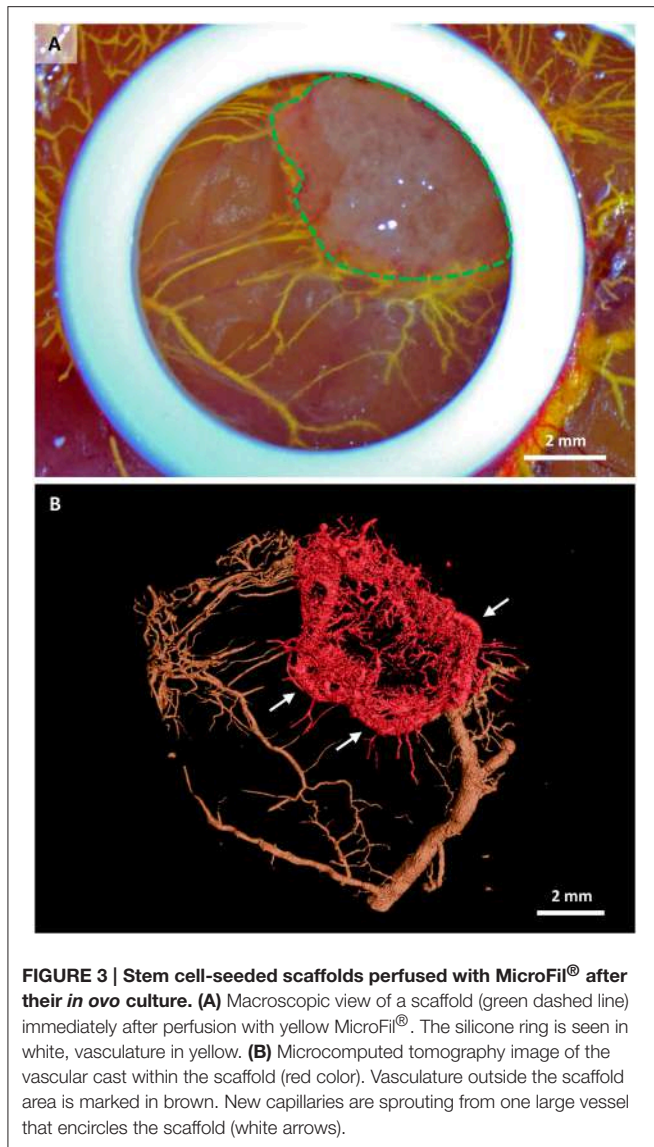 A
2 mm
B
2 mm
FIGURE 3 | Stem cell-seeded scaffolds perfused with MicroFil® after
their in ovo culture. (A) Macroscopic view of a scaffold (green dashed line)
immediately after perfusion with yellow MicroFil®. The silicone ring is seen in
white, vasculature in yellow. (B) Microcomputed tomography image of the
vascular cast within the scaffold (red color). Vasculature outside the scaffold
area is marked in brown. New capillaries are sprouting from one large vessel
that encircles the scaffold (white arrows).